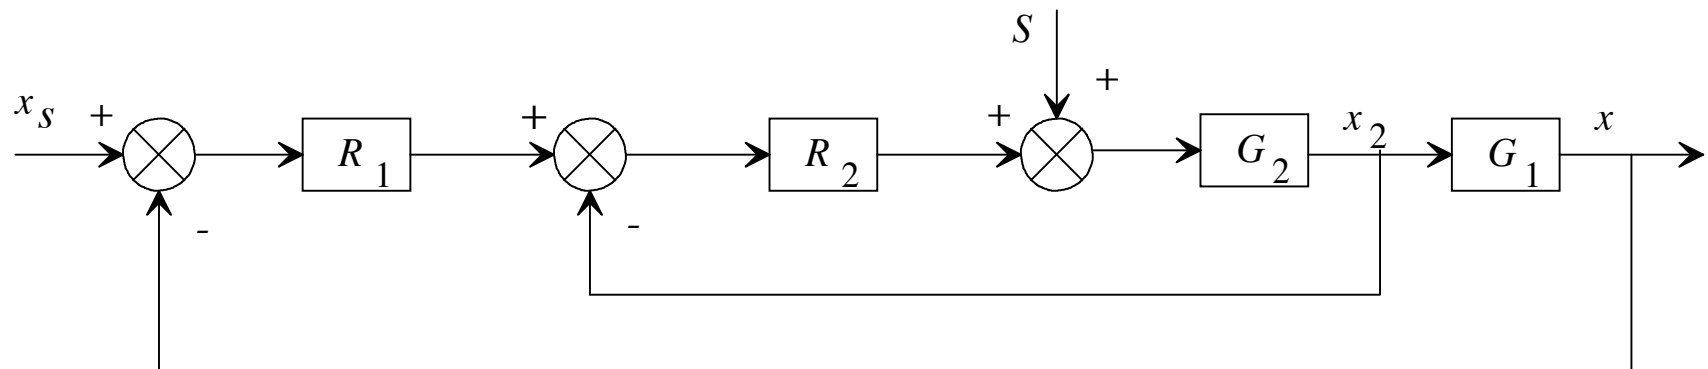 S
+
x_s + + + x_2 x
R_1 R_2 G_2 G_1
- -